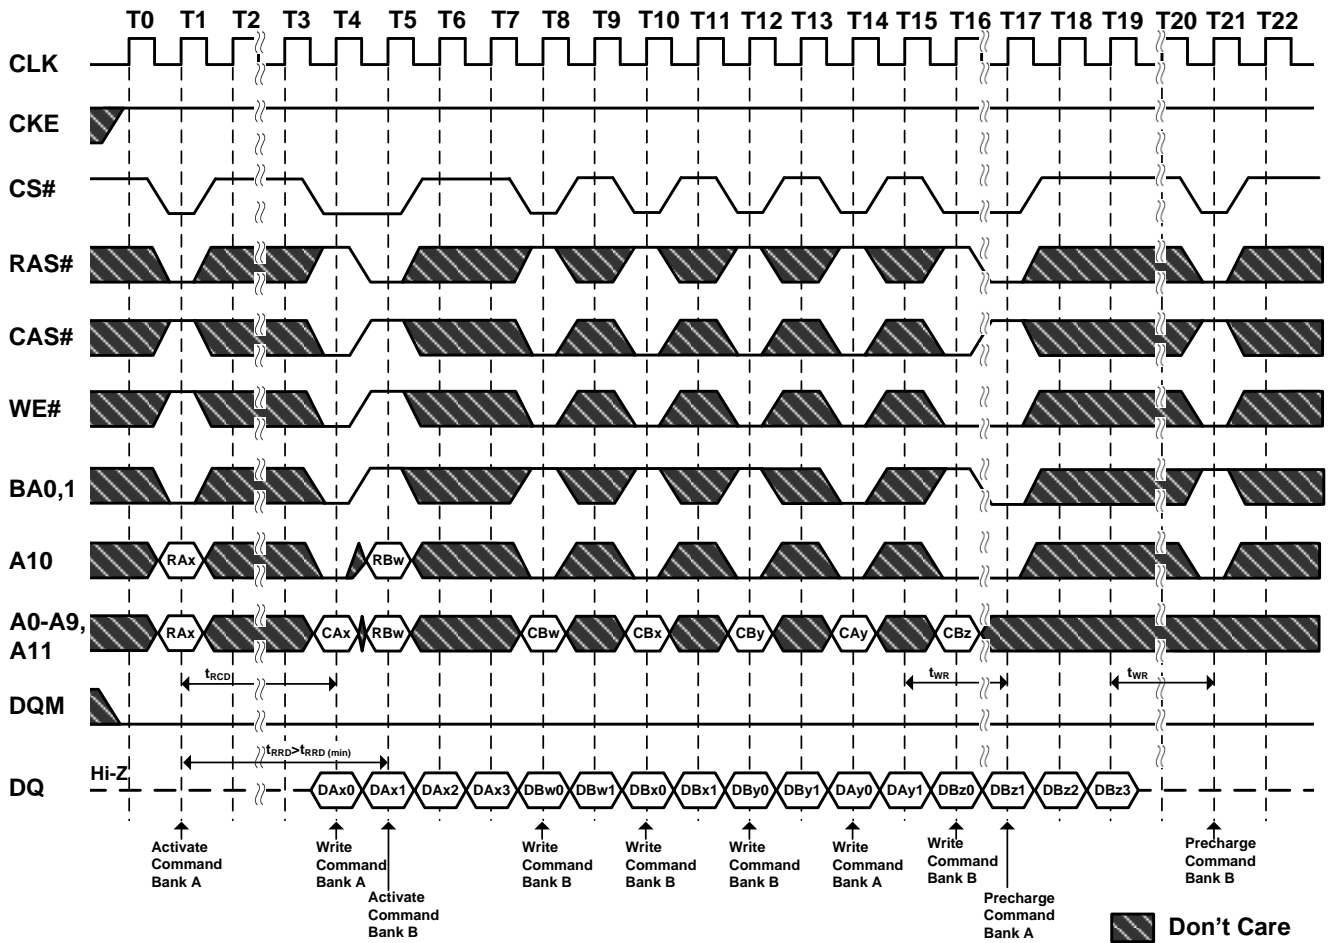 T0 T1 T2 T3 T4 T5 T6 T7 T8 T9 T10 T11 T12 T13 T14 T15 T16 T17 T18 T19 T20 T21 T22
CLK
CKE
CS#
RAS#
CAS#
WE#
BA0,1
A10 RAx RBw
A0-A9,
A11
RAx CAx RBw CBw CBx CBy CAy CBz
tRCD tWR tWR
DQM
tRRD>tRRD (min)
Hi-Z
DQ DAx0 DAx1 DAx2 DAx3 DBw0 DBw1 DBx0 DBx1 DBy0 DBy1 DAy0 DAy1 DBz0 DBz1 DBz2 DBz3
Activate
Command
Bank A
Write
Command
Bank A
Activate
Command
Bank B
Write
Command
Bank B
Write
Command
Bank B
Write
Command
Bank B
Write
Command
Bank A
Write
Command
Bank B
Precharge
Command
Bank A
Precharge
Command
Bank B
Don't Care